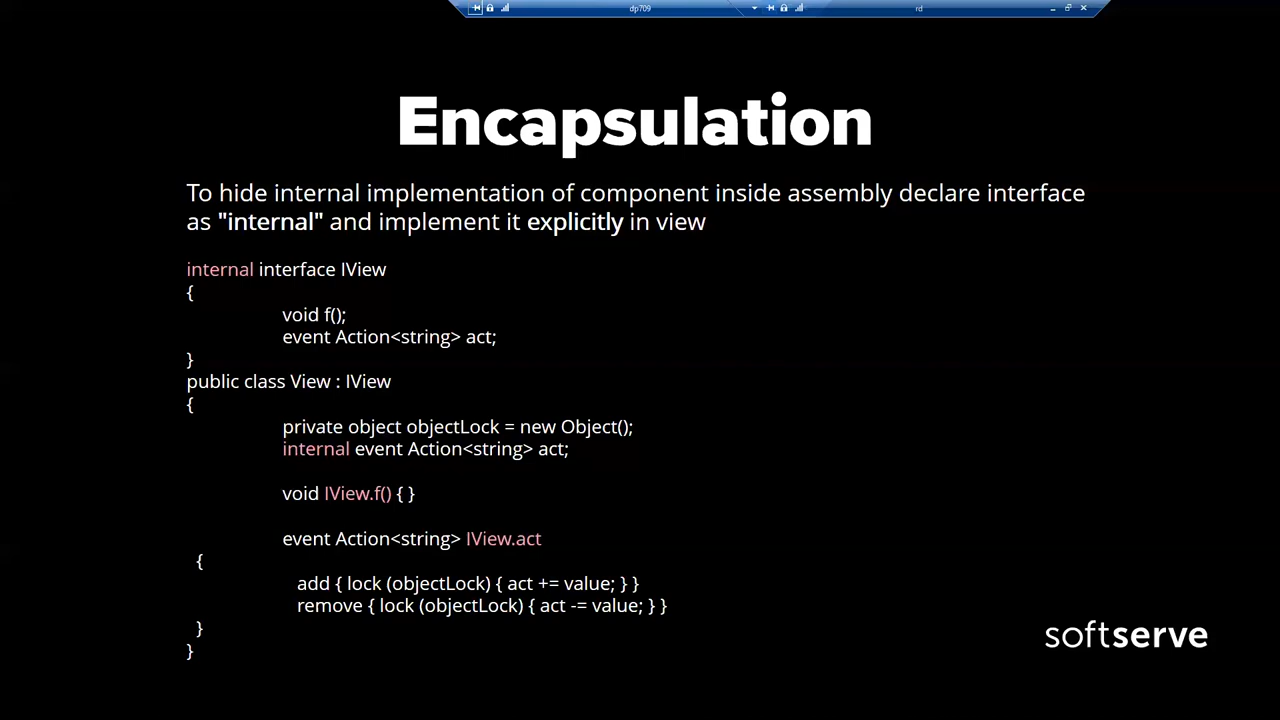 dp709
rd
Encapsulation
To hide internal implementation of component inside assembly declare interface
as "internal" and implement it explicitly in view
internal interface IView
{
void f();
event Action<string> act;
}
public class View : IView
{
private object objectLock = new Object();
internal event Action<string> act;
void IView.f() { }
event Action<string> IView.act
{
add { lock (objectLock) { act += value; } }
remove { lock (objectLock) { act -= value; } }
}
}
softserve